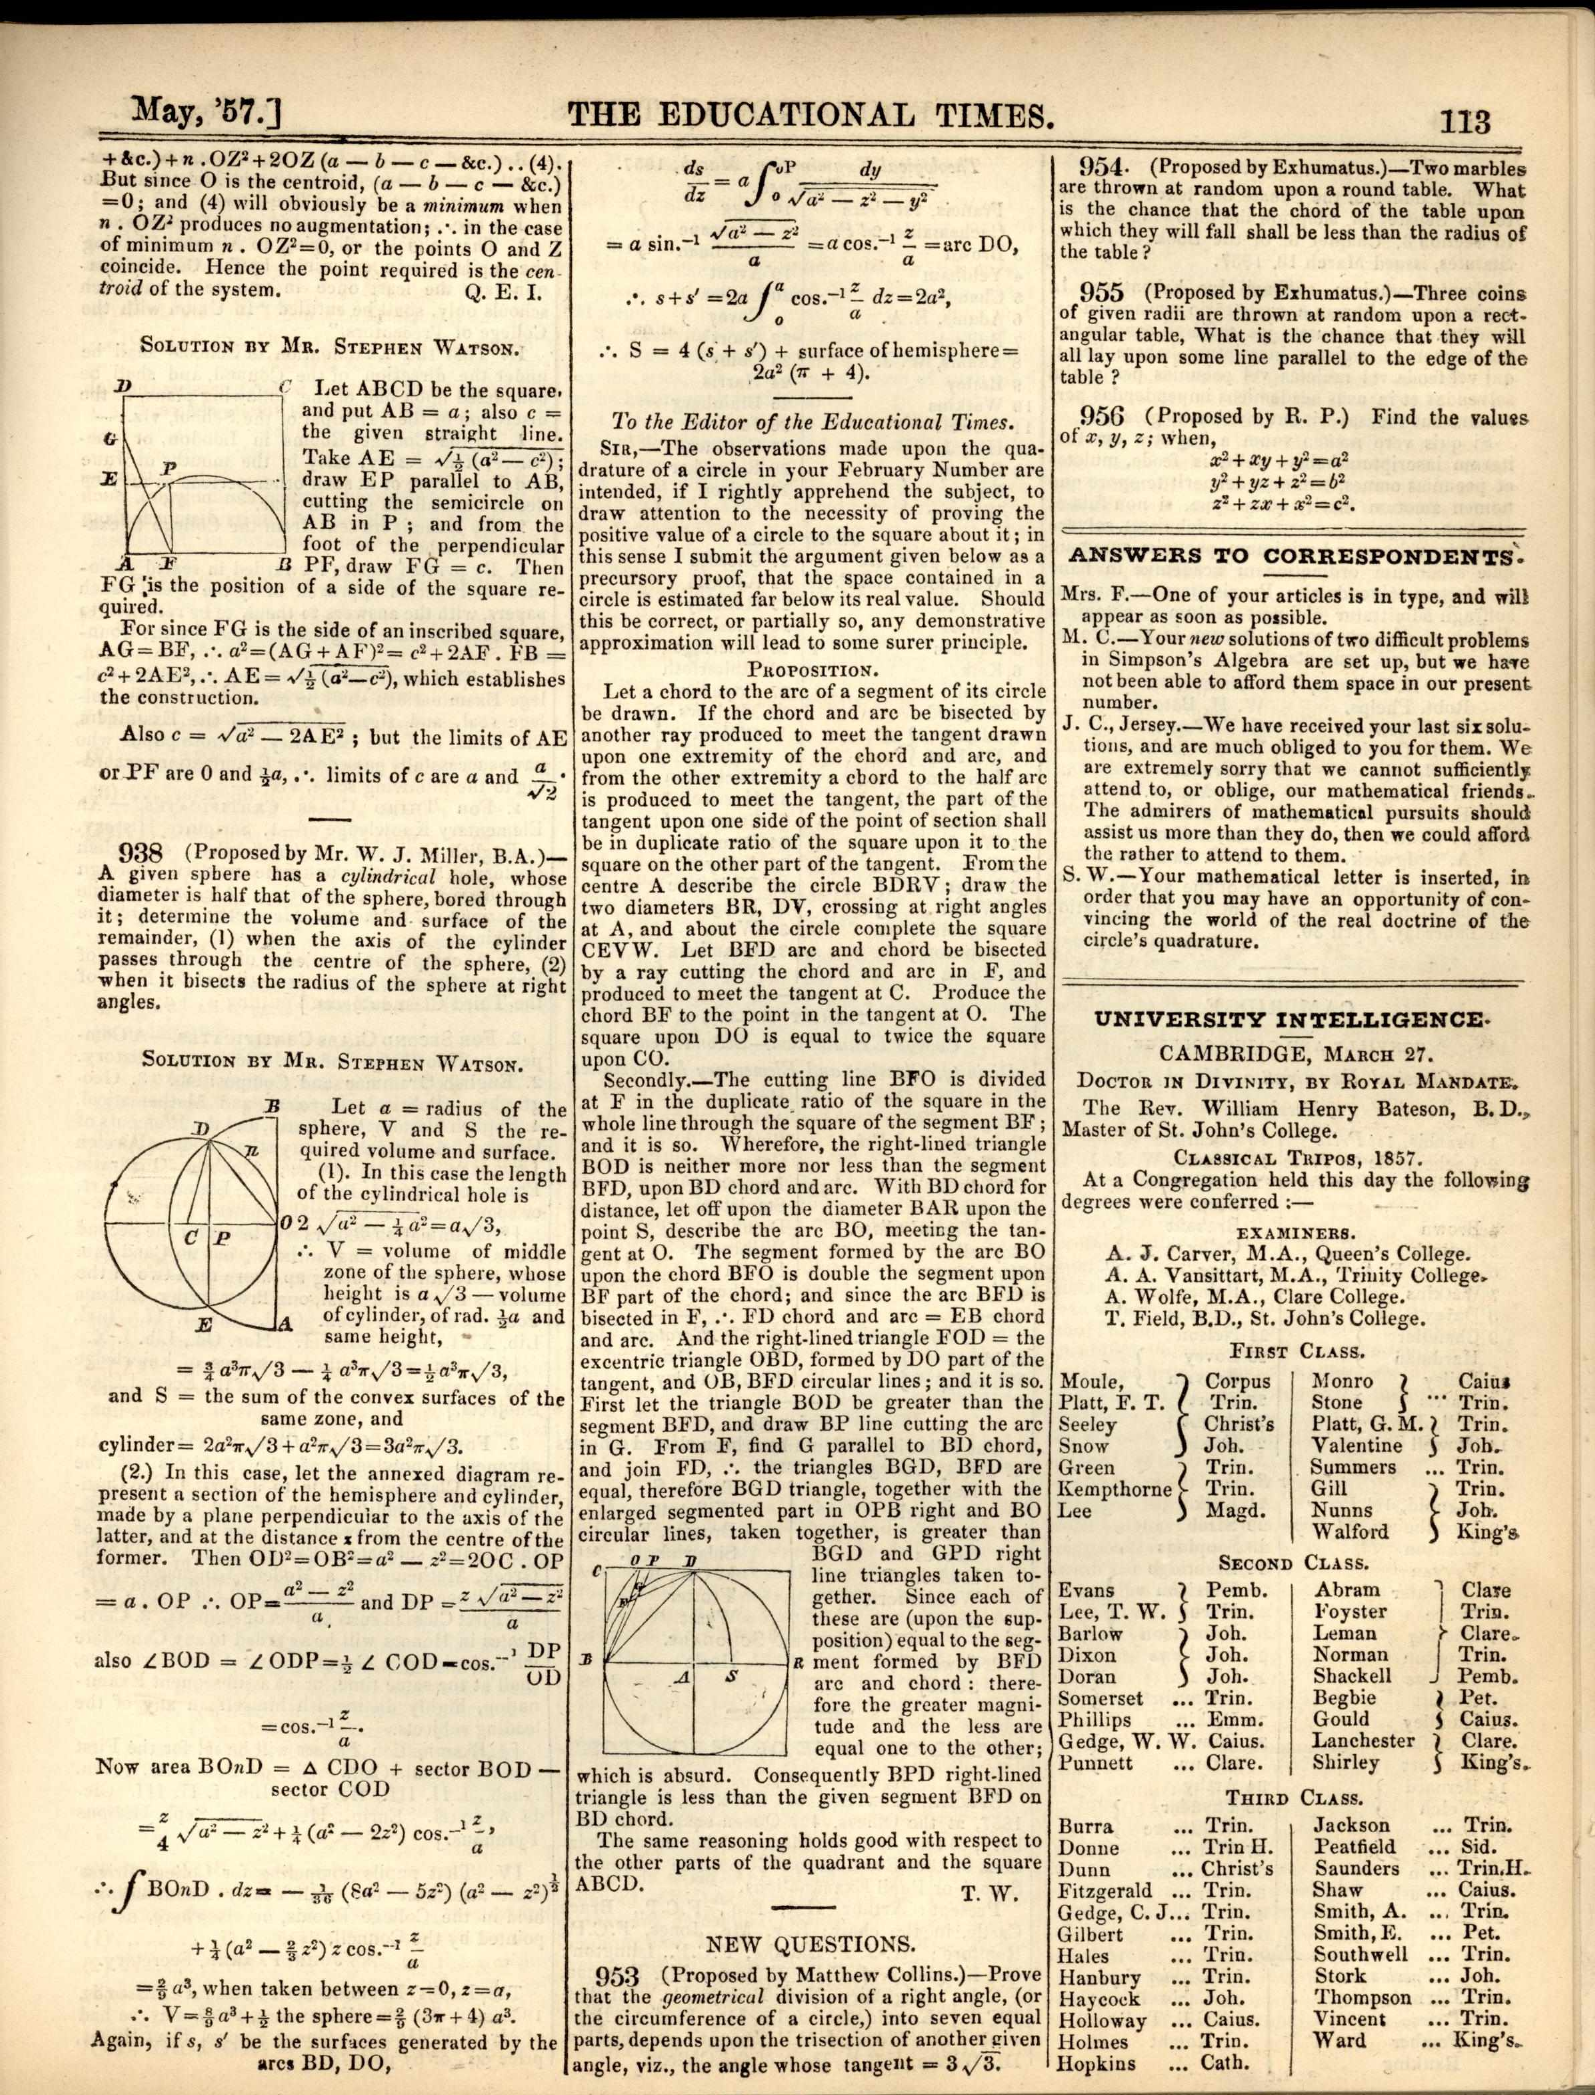 May, '57.]
THE EDUCATIONAL TIMES.
113
+ &c.) + n . OZ² + 2OZ (a — b — c — &c.) . . (4).
But since O is the centroid, (a — b — c — &c.)
=0; and (4) will obviously be a minimum when
n . OZ² produces no augmentation; ∴ in the case
of minimum n . OZ²=0, or the points O and Z
coincide. Hence the point required is the cen-
troid of the system. Q. E. I.
SOLUTION BY MR. STEPHEN WATSON.
D C
G
E P
A F B
Let ABCD be the square,
and put AB = a; also c =
the given straight line.
Take AE = √½ (a² — c²);
draw EP parallel to AB,
cutting the semicircle on
AB in P; and from the
foot of the perpendicular
PF, draw FG = c. Then
FG is the position of a side of the square re-
quired.
For since FG is the side of an inscribed square,
AG=BF, ∴ a²=(AG+AF)²= c²+2AF . FB =
c²+2AE², ∴ AE=√½(a²—c²), which establishes
the construction.
Also c = √a² — 2AE² ; but the limits of AE
or PF are 0 and ½a, ∴ limits of c are a and a/√2.
938 (Proposed by Mr. W. J. Miller, B.A.)—
A given sphere has a cylindrical hole, whose
diameter is half that of the sphere, bored through
it; determine the volume and surface of the
remainder, (1) when the axis of the cylinder
passes through the centre of the sphere, (2)
when it bisects the radius of the sphere at right
angles.
SOLUTION BY MR. STEPHEN WATSON.
B
D
n
C P
O
E A
Let a = radius of the
sphere, V and S the re-
quired volume and surface.
(1). In this case the length
of the cylindrical hole is
2 √a² — ¼a²=a√3,
∴ V = volume of middle
zone of the sphere, whose
height is a √3 — volume
of cylinder, of rad. ½a and
same height,
= ¾ a³π√3 — ¼ a³π√3=½a³π√3,
and S = the sum of the convex surfaces of the
same zone, and
cylinder= 2a²π√3+a²π√3=3a²π√3.
(2.) In this case, let the annexed diagram re-
present a section of the hemisphere and cylinder,
made by a plane perpendicular to the axis of the
latter, and at the distance z from the centre of the
former. Then OD²=OB²=a² — z²=2OC . OP
= a . OP ∴ OP= (a² — z²)/a and DP = z √(a² — z²)/a
also ∠BOD = ∠ODP=½ ∠ COD=cos.⁻¹ DP/OD
=cos.⁻¹ z/a.
Now area BOnD = △ CDO + sector BOD —
sector COD
= z/4 √a² — z² + ¼ (a² — 2z²) cos.⁻¹ z/a,
∴ ∫ BOnD . dz= — 1/36 (8a² — 5z²) (a² — z²)^½
+ ¼ (a² — ⅔ z²) z cos.⁻¹ z/a
=2/9 a³, when taken between z=0, z=a,
∴ V=8/9 a³+½ the sphere=2/9 (3π+4) a³.
Again, if s, s' be the surfaces generated by the
arcs BD, DO,
ds/dz = a ∫₀^oP dy/√a² — z² — y²
= a sin.⁻¹ √a² — z²/a =a cos.⁻¹ z/a =arc DO,
∴ s+s' =2a ∫₀^a cos.⁻¹ z/a dz=2a²,
∴ S = 4 (s + s') + surface of hemisphere=
2a² (π + 4).
To the Editor of the Educational Times.
SIR,—The observations made upon the qua-
drature of a circle in your February Number are
intended, if I rightly apprehend the subject, to
draw attention to the necessity of proving the
positive value of a circle to the square about it; in
this sense I submit the argument given below as a
precursory proof, that the space contained in a
circle is estimated far below its real value. Should
this be correct, or partially so, any demonstrative
approximation will lead to some surer principle.
PROPOSITION.
Let a chord to the arc of a segment of its circle
be drawn. If the chord and arc be bisected by
another ray produced to meet the tangent drawn
upon one extremity of the chord and arc, and
from the other extremity a chord to the half arc
is produced to meet the tangent, the part of the
tangent upon one side of the point of section shall
be in duplicate ratio of the square upon it to the
square on the other part of the tangent. From the
centre A describe the circle BDRV; draw the
two diameters BR, DV, crossing at right angles
at A, and about the circle complete the square
CEVW. Let BFD arc and chord be bisected
by a ray cutting the chord and arc in F, and
produced to meet the tangent at C. Produce the
chord BF to the point in the tangent at O. The
square upon DO is equal to twice the square
upon CO.
Secondly.—The cutting line BFO is divided
at F in the duplicate ratio of the square in the
whole line through the square of the segment BF;
and it is so. Wherefore, the right-lined triangle
BOD is neither more nor less than the segment
BFD, upon BD chord and arc. With BD chord for
distance, let off upon the diameter BAR upon the
point S, describe the arc BO, meeting the tan-
gent at O. The segment formed by the arc BO
upon the chord BFO is double the segment upon
BF part of the chord; and since the arc BFD is
bisected in F, ∴ FD chord and arc = EB chord
and arc. And the right-lined triangle FOD = the
excentric triangle OBD, formed by DO part of the
tangent, and OB, BFD circular lines; and it is so.
First let the triangle BOD be greater than the
segment BFD, and draw BP line cutting the arc
in G. From F, find G parallel to BD chord,
and join FD, ∴ the triangles BGD, BFD are
equal, therefore BGD triangle, together with the
enlarged segmented part in OPB right and BO
circular lines, taken together, is greater than
C O P D
B A S R
BGD and GPD right
line triangles taken to-
gether. Since each of
these are (upon the sup-
position) equal to the seg-
ment formed by BFD
arc and chord: there-
fore the greater magni-
tude and the less are
equal one to the other;
which is absurd. Consequently BPD right-lined
triangle is less than the given segment BFD on
BD chord.
The same reasoning holds good with respect to
the other parts of the quadrant and the square
ABCD. T. W.
NEW QUESTIONS.
953 (Proposed by Matthew Collins.)—Prove
that the geometrical division of a right angle, (or
the circumference of a circle,) into seven equal
parts, depends upon the trisection of another given
angle, viz., the angle whose tangent = 3√3.
954. (Proposed by Exhumatus.)—Two marbles
are thrown at random upon a round table. What
is the chance that the chord of the table upon
which they will fall shall be less than the radius of
the table ?
955 (Proposed by Exhumatus.)—Three coins
of given radii are thrown at random upon a rect-
angular table, What is the chance that they will
all lay upon some line parallel to the edge of the
table ?
956 (Proposed by R. P.) Find the values
of x, y, z; when,
x²+xy+y²=a²
y²+yz+z²=b²
z²+zx+x²=c².
ANSWERS TO CORRESPONDENTS.
Mrs. F.—One of your articles is in type, and will
appear as soon as possible.
M. C.—Your new solutions of two difficult problems
in Simpson's Algebra are set up, but we have
not been able to afford them space in our present
number.
J. C., Jersey.—We have received your last six solu-
tions, and are much obliged to you for them. We
are extremely sorry that we cannot sufficiently
attend to, or oblige, our mathematical friends.
The admirers of mathematical pursuits should
assist us more than they do, then we could afford
the rather to attend to them.
S. W.—Your mathematical letter is inserted, in
order that you may have an opportunity of con-
vincing the world of the real doctrine of the
circle's quadrature.
UNIVERSITY INTELLIGENCE.
CAMBRIDGE, MARCH 27.
DOCTOR IN DIVINITY, BY ROYAL MANDATE.
The Rev. William Henry Bateson, B. D.,
Master of St. John's College.
CLASSICAL TRIPOS, 1857.
At a Congregation held this day the following
degrees were conferred :—
EXAMINERS.
A. J. Carver, M.A., Queen's College.
A. A. Vansittart, M.A., Trinity College.
A. Wolfe, M.A., Clare College.
T. Field, B.D., St. John's College.
FIRST CLASS.
Moule, Corpus
Platt, F. T. Trin.
Seeley Christ's
Snow Joh.
Green Trin.
Kempthorne Trin.
Lee Magd.
Monro Caius
Stone ... Trin.
Platt, G. M. Trin.
Valentine Joh.
Summers ... Trin.
Gill Trin.
Nunns Joh.
Walford King's
SECOND CLASS.
Evans Pemb.
Lee, T. W. Trin.
Barlow Joh.
Dixon Joh.
Doran Joh.
Somerset ... Trin.
Phillips ... Emm.
Gedge, W. W. Caius.
Punnett ... Clare.
Abram Clare
Foyster Trin.
Leman Clare.
Norman Trin.
Shackell Pemb.
Begbie Pet.
Gould Caius.
Lanchester Clare.
Shirley King's.
THIRD CLASS.
Burra ... Trin.
Donne ... Trin H.
Dunn ... Christ's
Fitzgerald ... Trin.
Gedge, C. J... Trin.
Gilbert ... Trin.
Hales ... Trin.
Hanbury ... Trin.
Haycock ... Joh.
Holloway ... Caius.
Holmes ... Trin.
Hopkins ... Cath.
Jackson ... Trin.
Peatfield ... Sid.
Saunders ... Trin.H.
Shaw ... Caius.
Smith, A. ... Trin.
Smith, E. ... Pet.
Southwell ... Trin.
Stork ... Joh.
Thompson ... Trin.
Vincent ... Trin.
Ward ... King's.